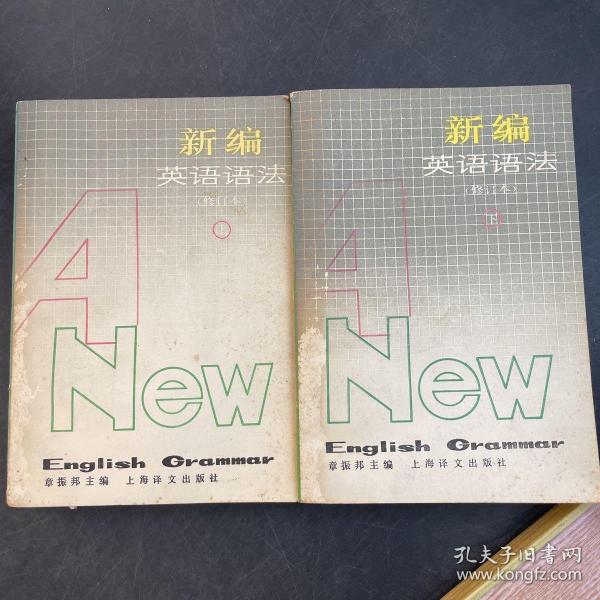 新编
英语语法
(修订本)
上
A
New
English Grammar
章振邦主编 上海译文出版社
新编
英语语法
(修订本)
下
A
New
English Grammar
章振邦主编 上海译文出版社
孔夫子旧书网
www.kongfz.com